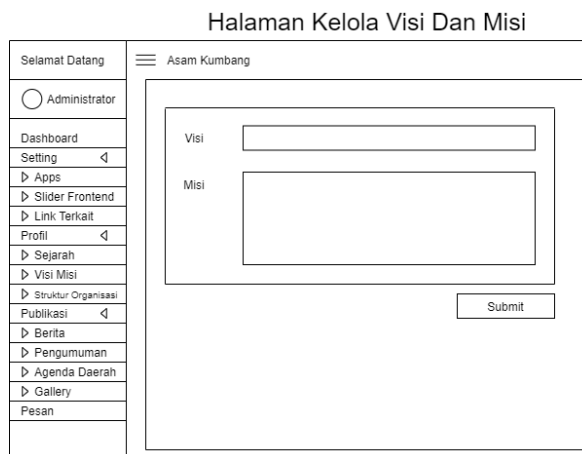 Halaman Kelola Visi Dan Misi
Selamat Datang
Asam Kumbang
Administrator
Dashboard
Setting
Apps
Slider Frontend
Link Terkait
Profil
Sejarah
Visi Misi
Struktur Organisasi
Publikasi
Berita
Pengumuman
Agenda Daerah
Gallery
Pesan
Visi
Misi
Submit